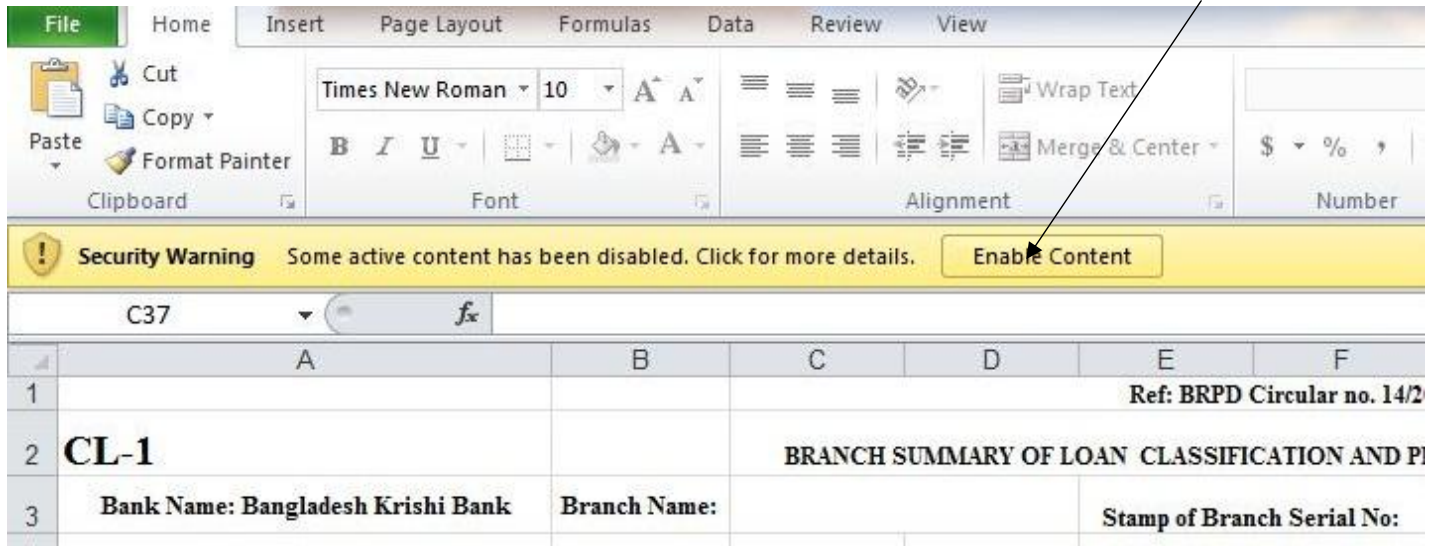 File Home Insert Page Layout Formulas Data Review View
Cut
Times New Roman 10 A A Wrap Text
Copy
Paste
B I U A Merge & Center $ % ,
Format Painter
Clipboard Font Alignment Number
! Security Warning Some active content has been disabled. Click for more details. Enable Content
C37 fx
A B C D E F
1 Ref: BRPD Circular no. 14/2
2 CL-1 BRANCH SUMMARY OF LOAN CLASSIFICATION AND
3 Bank Name: Bangladesh Krishi Bank Branch Name: Stamp of Branch Serial No: